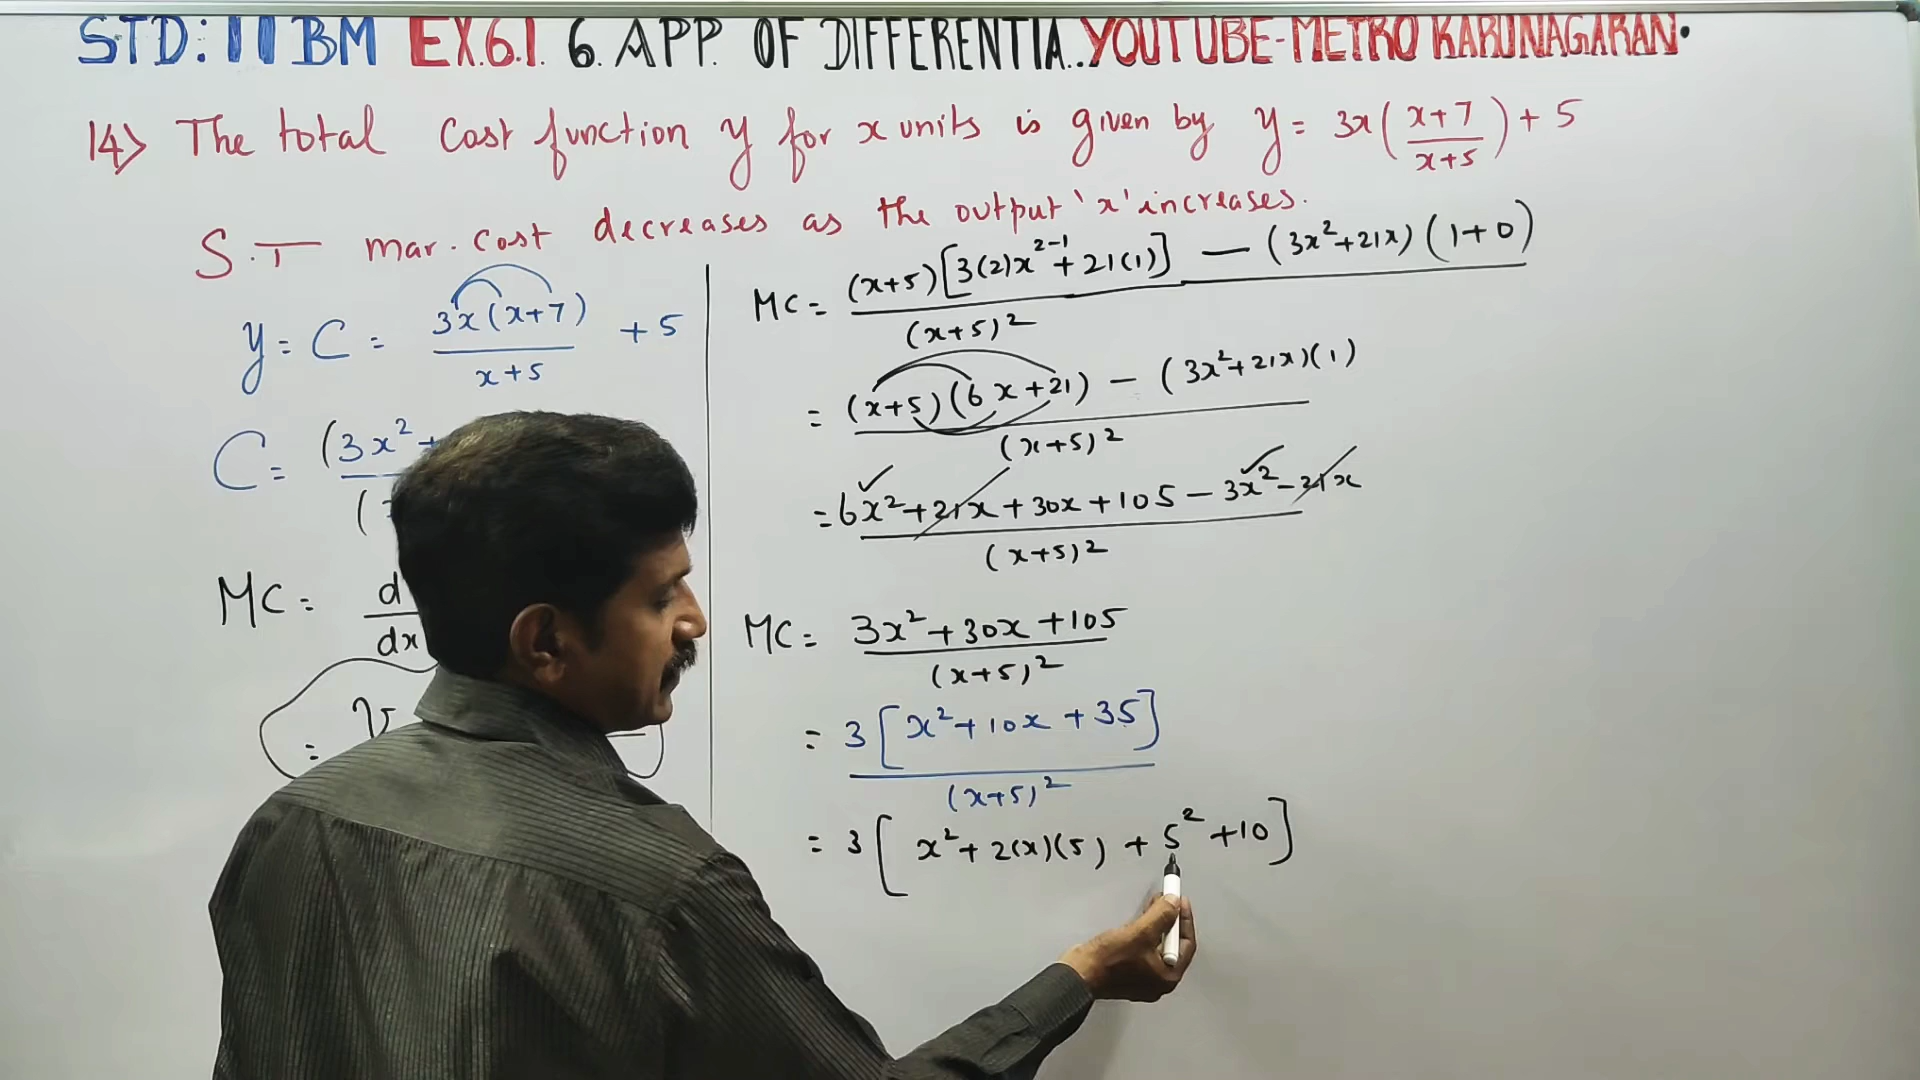 STD: 11 BM EX.6.1. 6. APP. OF DIFFERENTIA.. YOUTUBE-METRO KARUNAGARAN.
14) The total cost function y for x units is given by y = 3x((x+7)/(x+5)) + 5
S.T mar. cost decreases as the output 'x' increases.
y = C = 3x(x+7)/(x+5) + 5
C = (3x²+
(
MC = d/dx
= v
MC = (x+5)[3(2)x²⁻¹+21(1)] — (3x²+21x)(1+0)
(x+5)²
= (x+5)(6x+21) - (3x²+21x)(1)
(x+5)²
= 6x²+21x+30x+105-3x²-21x
(x+5)²
MC = 3x²+30x+105
(x+5)²
= 3[x²+10x+35]
(x+5)²
= 3[x²+2(x)(5)+5²+10]